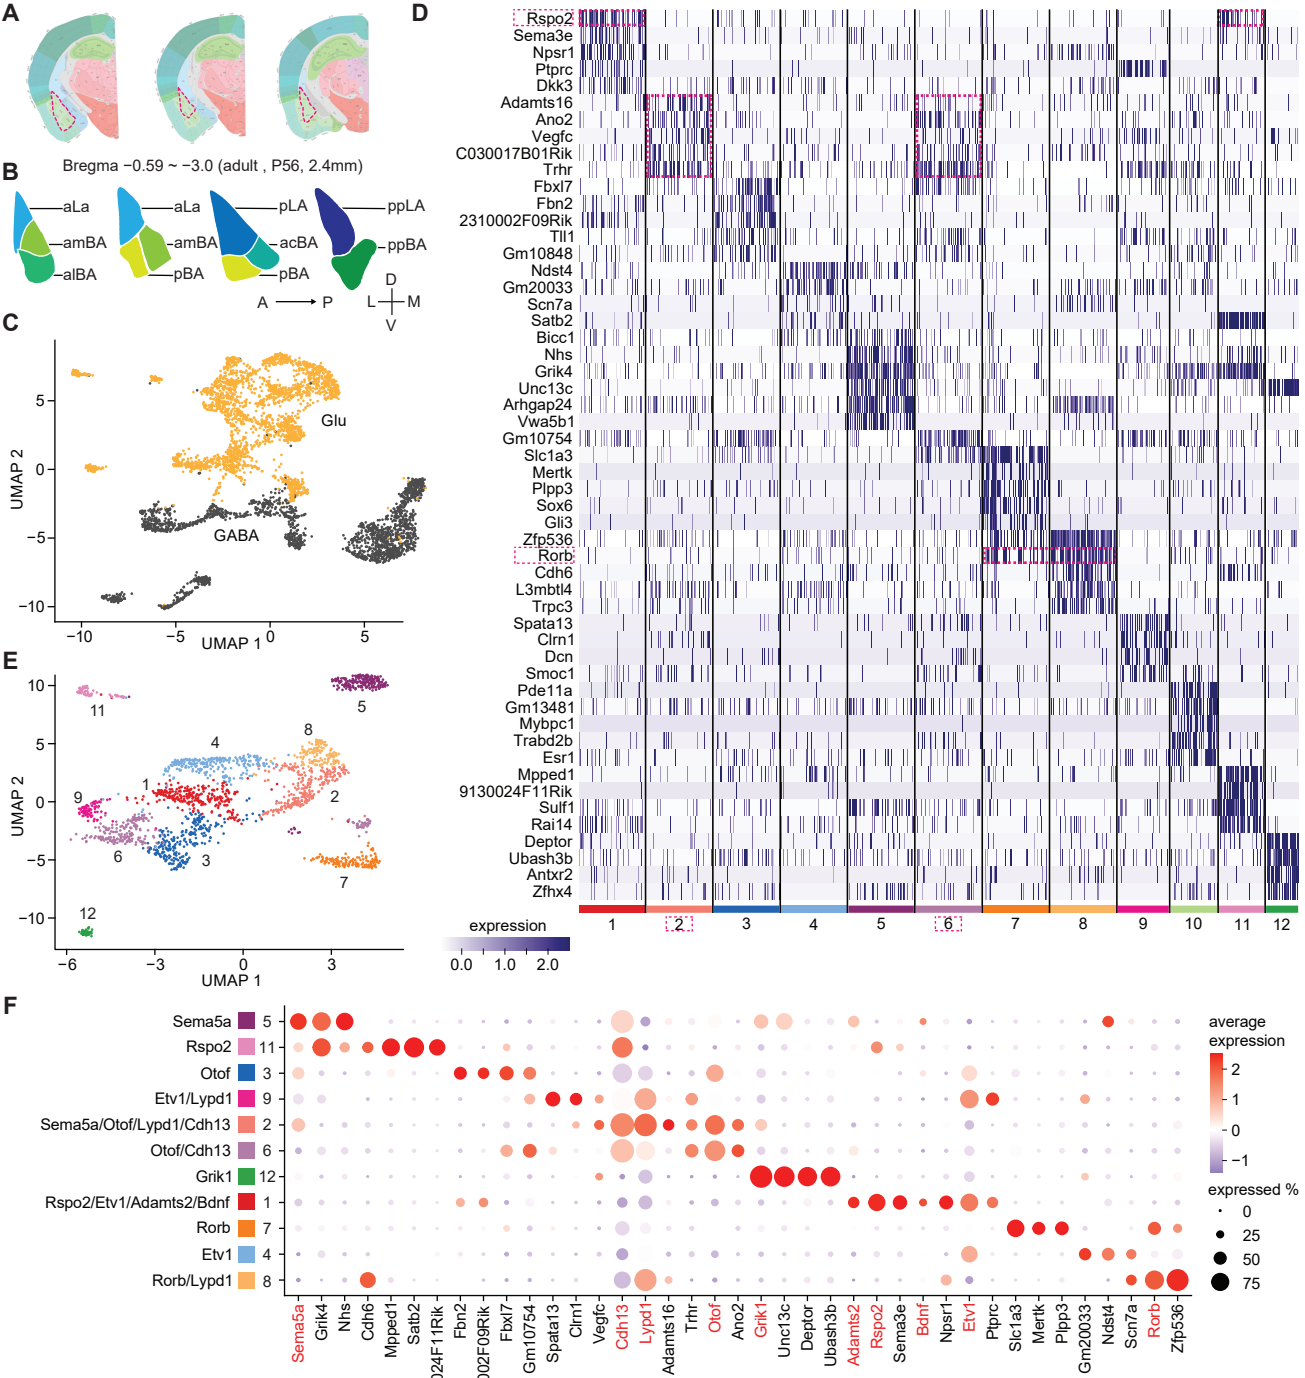 A
Bregma −0.59 ~ −3.0 (adult , P56, 2.4mm)
B
aLa
amBA
alBA
aLa
amBA
pBA
pLA
acBA
pBA
ppLA
ppBA
A
P
D
L
M
V
C
UMAP 2
5
0
−5
−10
Glu
GABA
−10
−5
0
5
UMAP 1
D
Rspo2
Sema3e
Npsr1
Ptprc
Dkk3
Adamts16
Ano2
Vegfc
C030017B01Rik
Trhr
Fbxl7
Fbn2
2310002F09Rik
Tll1
Gm10848
Ndst4
Gm20033
Scn7a
Satb2
Bicc1
Nhs
Grik4
Unc13c
Arhgap24
Vwa5b1
Gm10754
Slc1a3
Mertk
Plpp3
Sox6
Gli3
Zfp536
Rorb
Cdh6
L3mbtl4
Trpc3
Spata13
Clrn1
Dcn
Smoc1
Pde11a
Gm13481
Mybpc1
Trabd2b
Esr1
Mpped1
9130024F11Rik
Sulf1
Rai14
Deptor
Ubash3b
Antxr2
Zfhx4
1 2 3 4 5 6 7 8 9 10 11 12
expression
0.0 1.0 2.0
E
UMAP 2
10
5
0
−5
−10
11
5
8
4
1
9
2
6
3
7
12
−6
−3
0
3
UMAP 1
F
Sema5a 5
Rspo2 11
Otof 3
Etv1/Lypd1 9
Sema5a/Otof/Lypd1/Cdh13 2
Otof/Cdh13 6
Grik1 12
Rspo2/Etv1/Adamts2/Bdnf 1
Rorb 7
Etv1 4
Rorb/Lypd1 8
Sema5a
Grik4
Nhs
Cdh6
Mpped1
Satb2
024F11Rik
Fbn2
002F09Rik
Fbxl7
Gm10754
Spata13
Clrn1
Vegfc
Cdh13
Lypd1
Adamts16
Trhr
Otof
Ano2
Grik1
Unc13c
Deptor
Ubash3b
Adamts2
Rspo2
Sema3e
Bdnf
Npsr1
Etv1
Ptprc
Slc1a3
Mertk
Plpp3
Gm20033
Ndst4
Scn7a
Rorb
Zfp536
average
expression
2
1
0
−1
expressed %
0
25
50
75